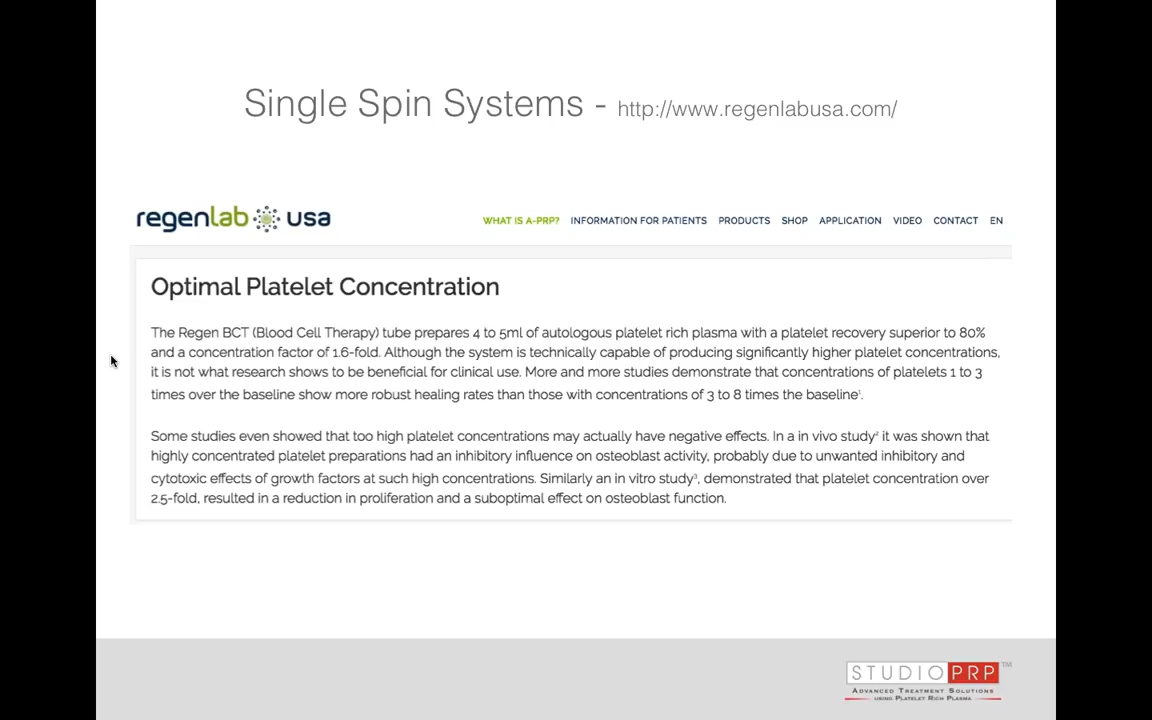 Single Spin Systems - http://www.regenlabusa.com/
regenlab usa
WHAT IS A-PRP? INFORMATION FOR PATIENTS PRODUCTS SHOP APPLICATION VIDEO CONTACT EN
Optimal Platelet Concentration
The Regen BCT (Blood Cell Therapy) tube prepares 4 to 5ml of autologous platelet rich plasma with a platelet recovery superior to 80%
and a concentration factor of 1.6-fold. Although the system is technically capable of producing significantly higher platelet concentrations,
it is not what research shows to be beneficial for clinical use. More and more studies demonstrate that concentrations of platelets 1 to 3
times over the baseline show more robust healing rates than those with concentrations of 3 to 8 times the baseline¹.
Some studies even showed that too high platelet concentrations may actually have negative effects. In a in vivo study² it was shown that
highly concentrated platelet preparations had an inhibitory influence on osteoblast activity, probably due to unwanted inhibitory and
cytotoxic effects of growth factors at such high concentrations. Similarly an in vitro study³, demonstrated that platelet concentration over
2.5-fold, resulted in a reduction in proliferation and a suboptimal effect on osteoblast function.
STUDIO PRP ™
ADVANCED TREATMENT SOLUTIONS
USING PLATELET RICH PLASMA